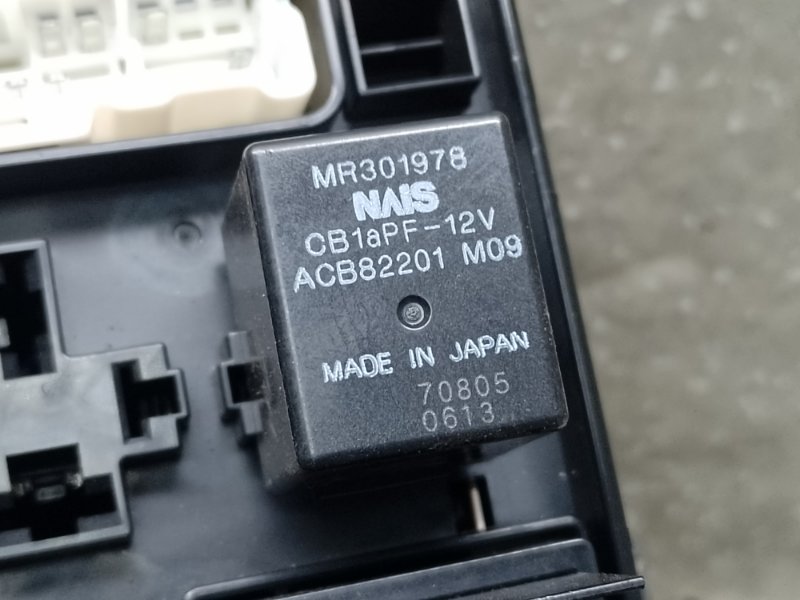 MR301978
NAIS
CB1aPF-12V
ACB82201 M09
MADE IN JAPAN
70805
0613